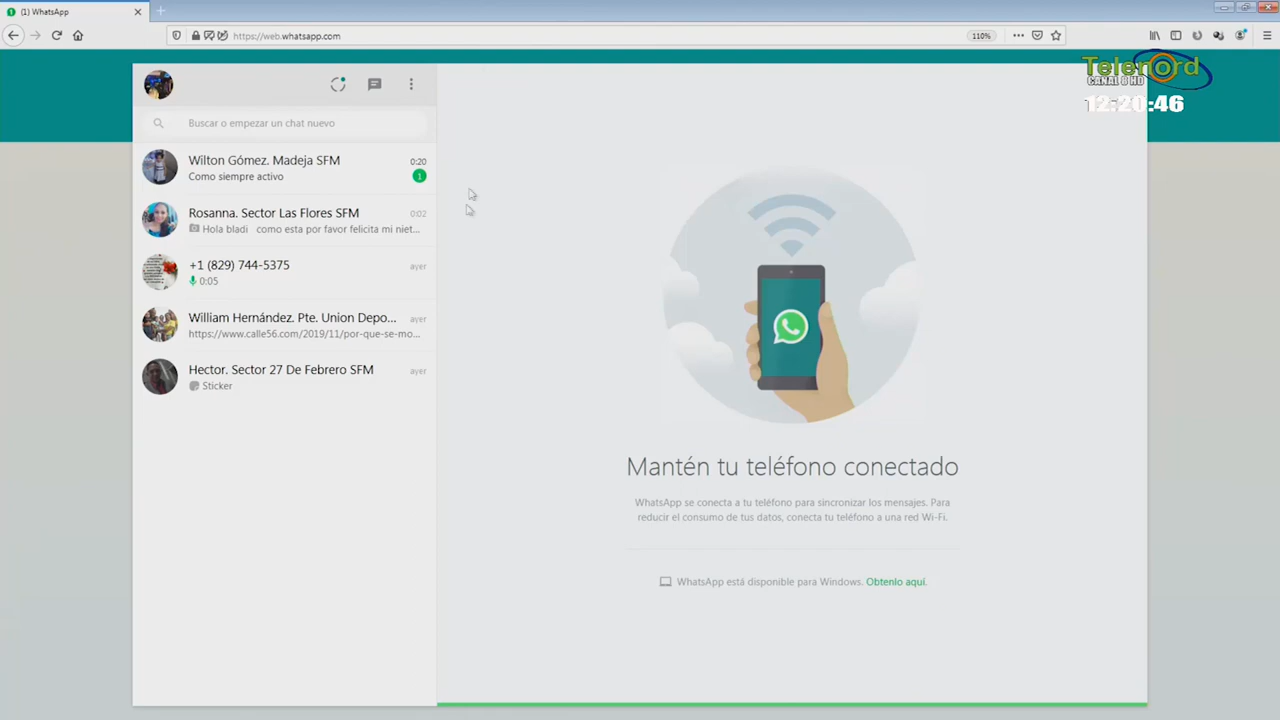 (1) WhatsApp
https://web.whatsapp.com
110%
Telenord
CANAL 8 HD
12:20:46
Buscar o empezar un chat nuevo
Wilton Gómez. Madeja SFM
0:20
Como siempre activo
1
Rosanna. Sector Las Flores SFM
0:02
Hola bladi como esta por favor felicita mi niet...
+1 (829) 744-5375
ayer
0:05
William Hernández. Pte. Union Depo...
ayer
https://www.calle56.com/2019/11/por-que-se-mo...
Hector. Sector 27 De Febrero SFM
ayer
Sticker
Mantén tu teléfono conectado
WhatsApp se conecta a tu teléfono para sincronizar los mensajes. Para
reducir el consumo de tus datos, conecta tu teléfono a una red Wi-Fi.
WhatsApp está disponible para Windows. Obtenlo aquí.